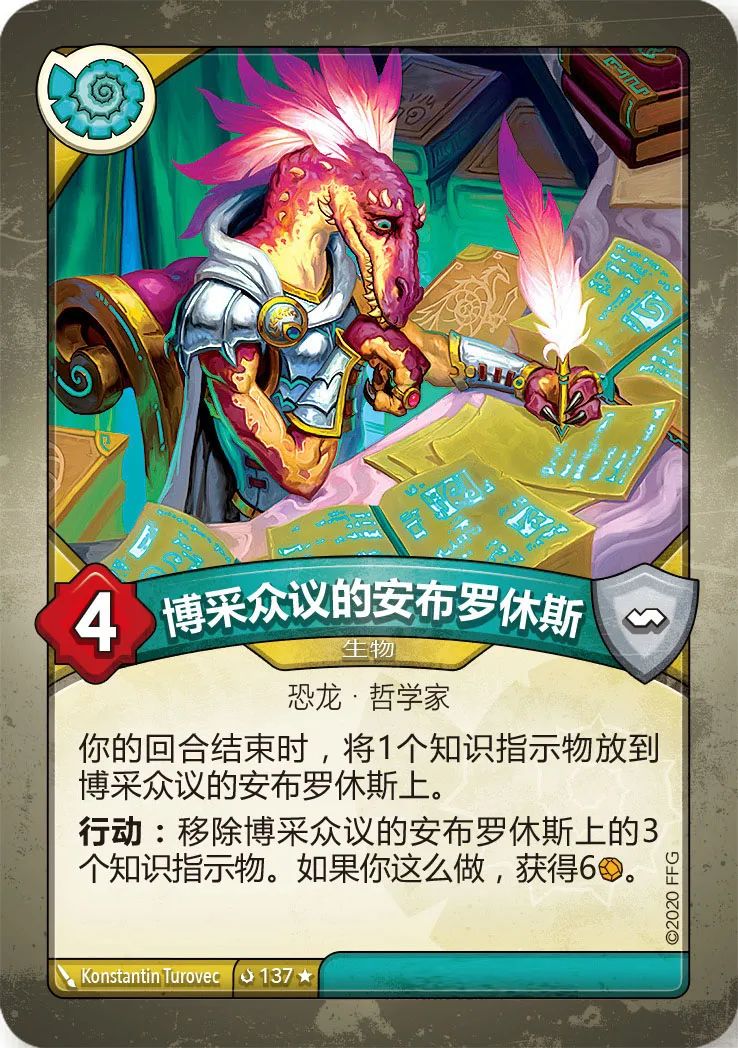 4
博采众议的安布罗休斯
生物
恐龙·哲学家
你的回合结束时，将1个知识指示物放到
博采众议的安布罗休斯上。
行动：移除博采众议的安布罗休斯上的3
个知识指示物。如果你这么做，获得6。
©2020 FFG
Konstantin Turovec
137